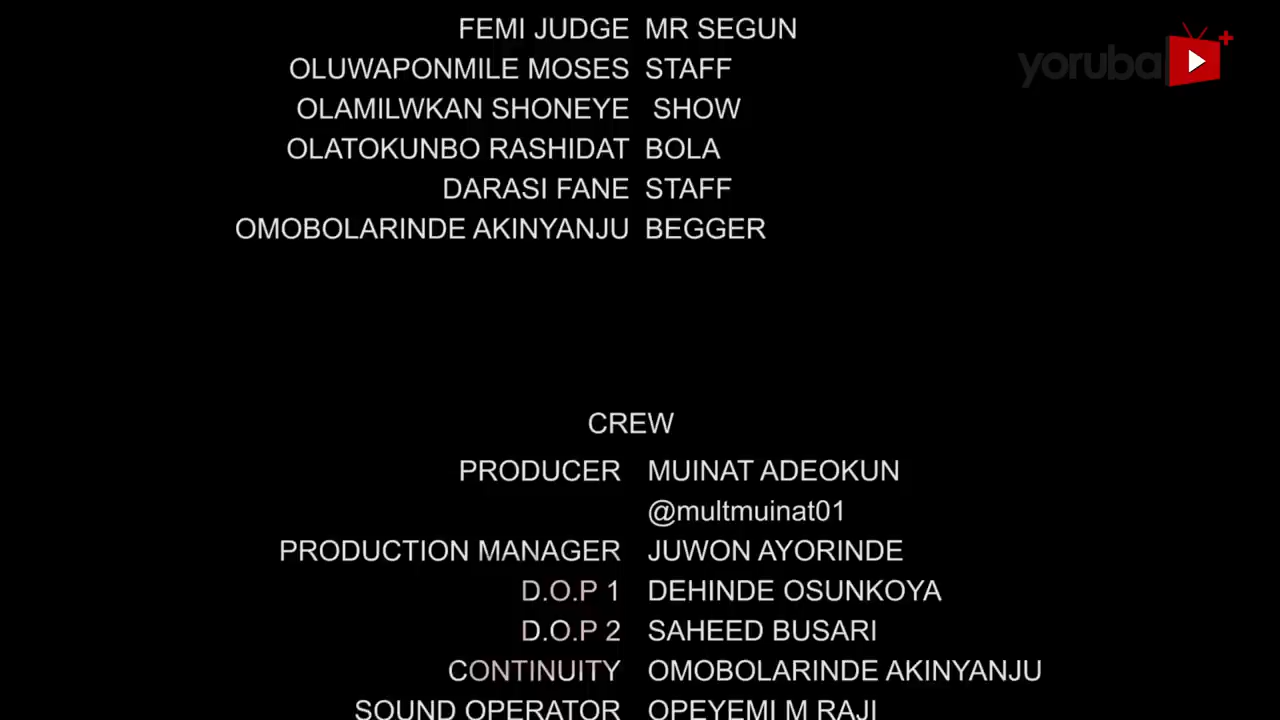 FEMI JUDGE MR SEGUN
yoruba
OLUWAPONMILE MOSES STAFF
OLAMILWKAN SHONEYE SHOW
OLATOKUNBO RASHIDAT BOLA
DARASI FANE STAFF
OMOBOLARINDE AKINYANJU BEGGER
CREW
PRODUCER MUINAT ADEOKUN
@multmuinat01
PRODUCTION MANAGER JUWON AYORINDE
D.O.P 1 DEHINDE OSUNKOYA
D.O.P 2 SAHEED BUSARI
CONTINUITY OMOBOLARINDE AKINYANJU
SOUND OPERATOR OPEYEMI M RAJI